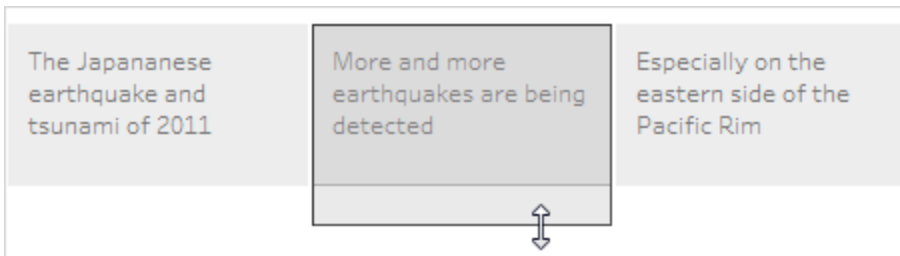 The Japananese
earthquake and
tsunami of 2011
More and more
earthquakes are being
detected
Especially on the
eastern side of the
Pacific Rim